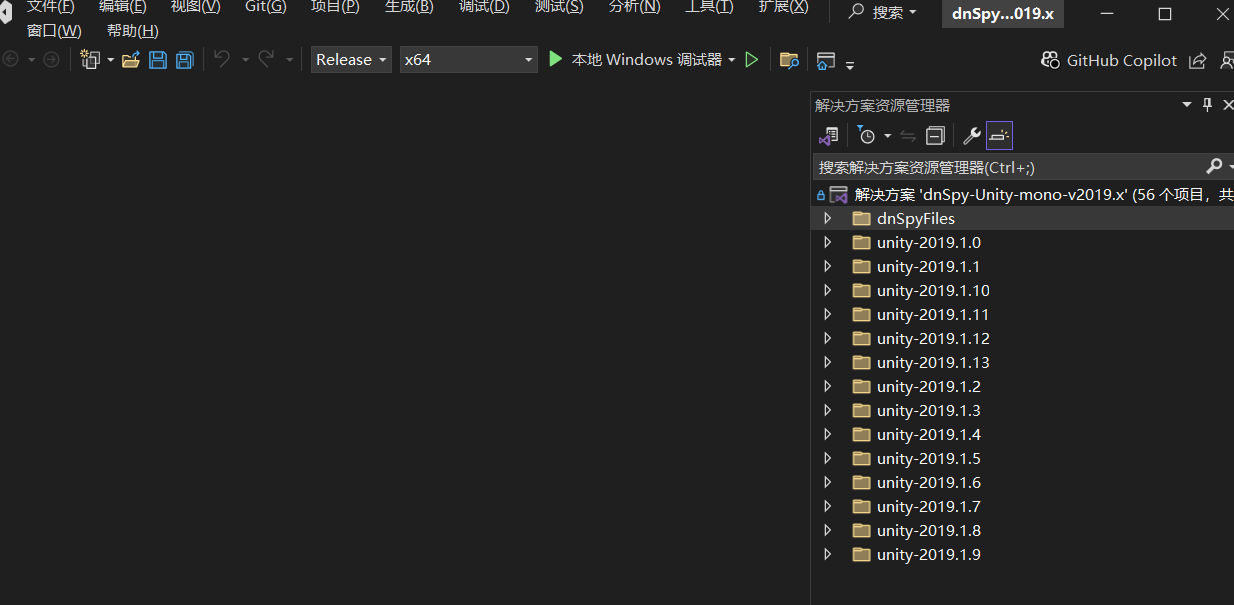 文件(F) 编辑(E) 视图(V) Git(G) 项目(P) 生成(B) 调试(D) 测试(S) 分析(N) 工具(T) 扩展(X) 搜索 dnSpy...019.x
窗口(W) 帮助(H)
Release x64 本地 Windows 调试器 GitHub Copilot
解决方案资源管理器
搜索解决方案资源管理器(Ctrl+;)
解决方案 'dnSpy-Unity-mono-v2019.x' (56 个项目，共
dnSpyFiles
unity-2019.1.0
unity-2019.1.1
unity-2019.1.10
unity-2019.1.11
unity-2019.1.12
unity-2019.1.13
unity-2019.1.2
unity-2019.1.3
unity-2019.1.4
unity-2019.1.5
unity-2019.1.6
unity-2019.1.7
unity-2019.1.8
unity-2019.1.9